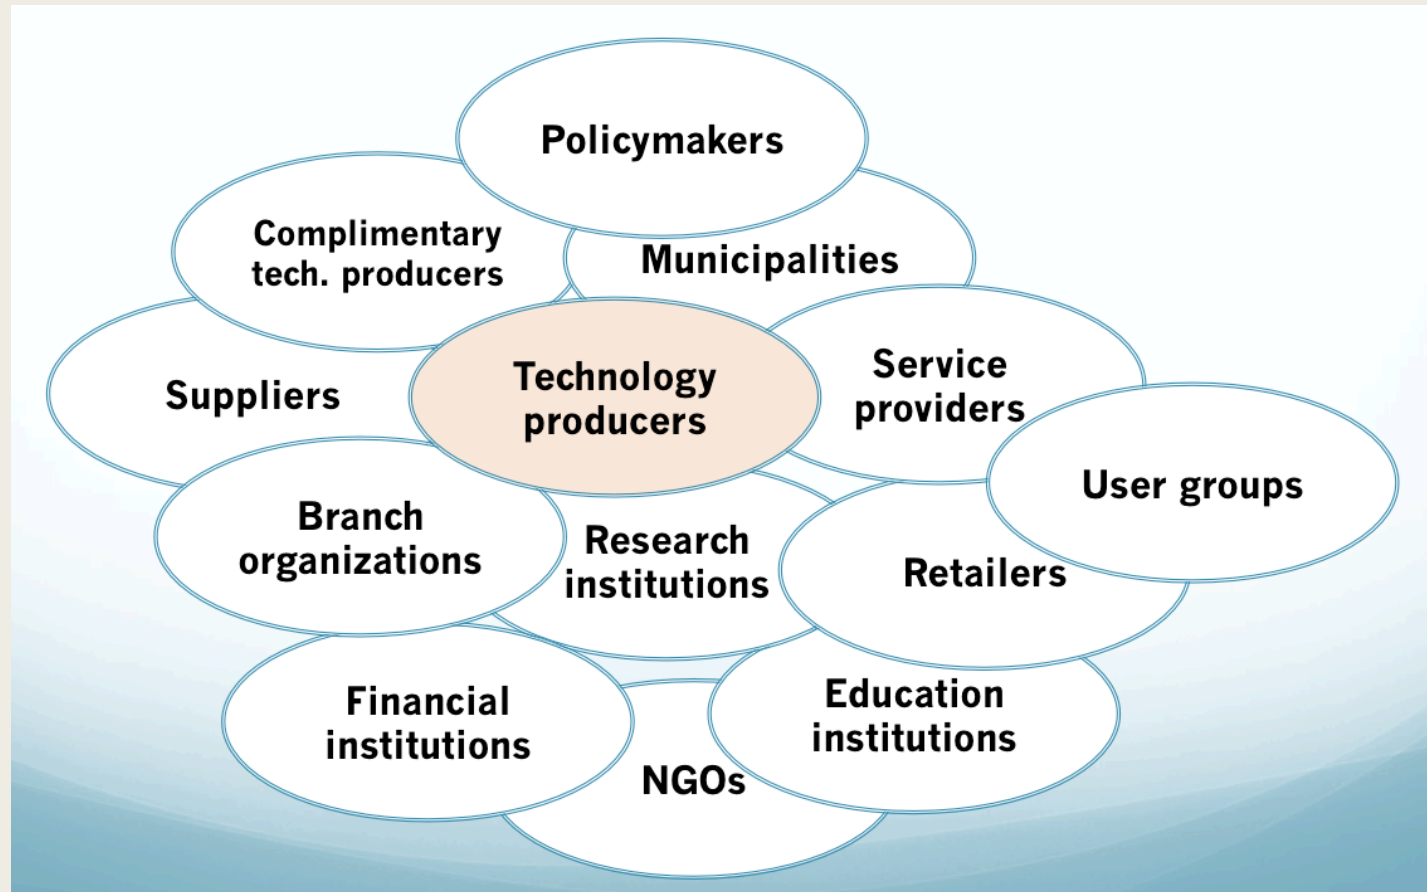 Policymakers
Complimentary
tech. producers
Municipalities
Suppliers
Technology
producers
Service
providers
User groups
Branch
organizations
Research
institutions
Retailers
Financial
institutions
NGOs
Education
institutions